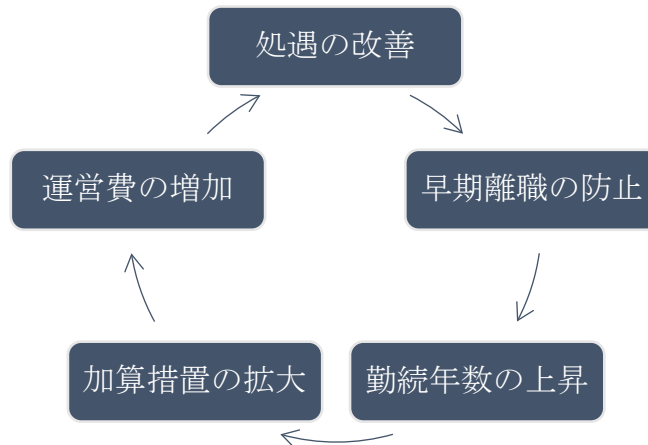 処遇の改善
早期離職の防止
勤続年数の上昇
加算措置の拡大
運営費の増加